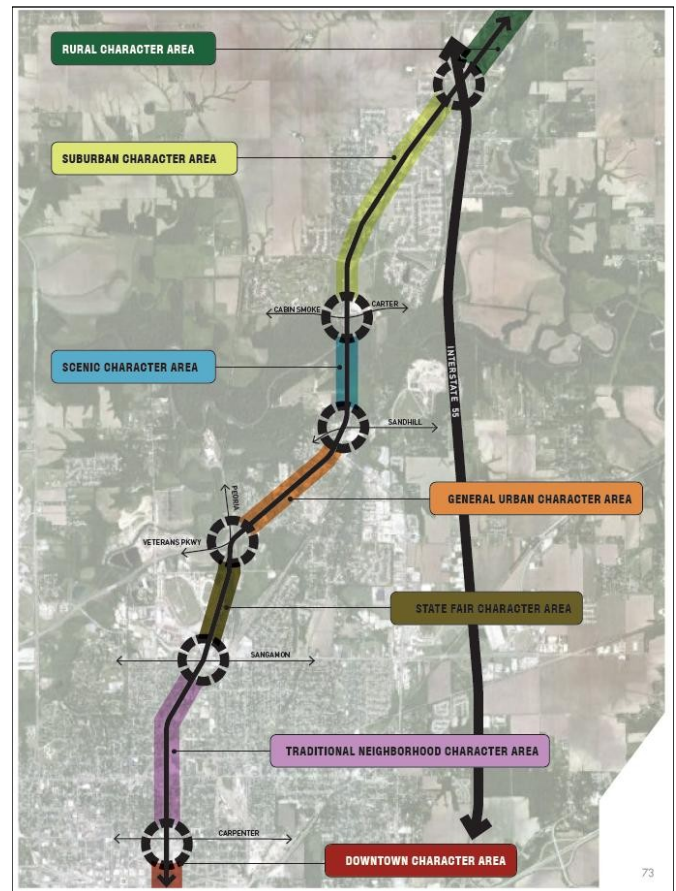 RURAL CHARACTER AREA
SUBURBAN CHARACTER AREA
CABIN SMOKE
CARTER
INTERSTATE 55
SCENIC CHARACTER AREA
SANDHILL
PEORIA
GENERAL URBAN CHARACTER AREA
VETERANS PKWY
STATE FAIR CHARACTER AREA
SANGAMON
TRADITIONAL NEIGHBORHOOD CHARACTER AREA
CARPENTER
DOWNTOWN CHARACTER AREA
73